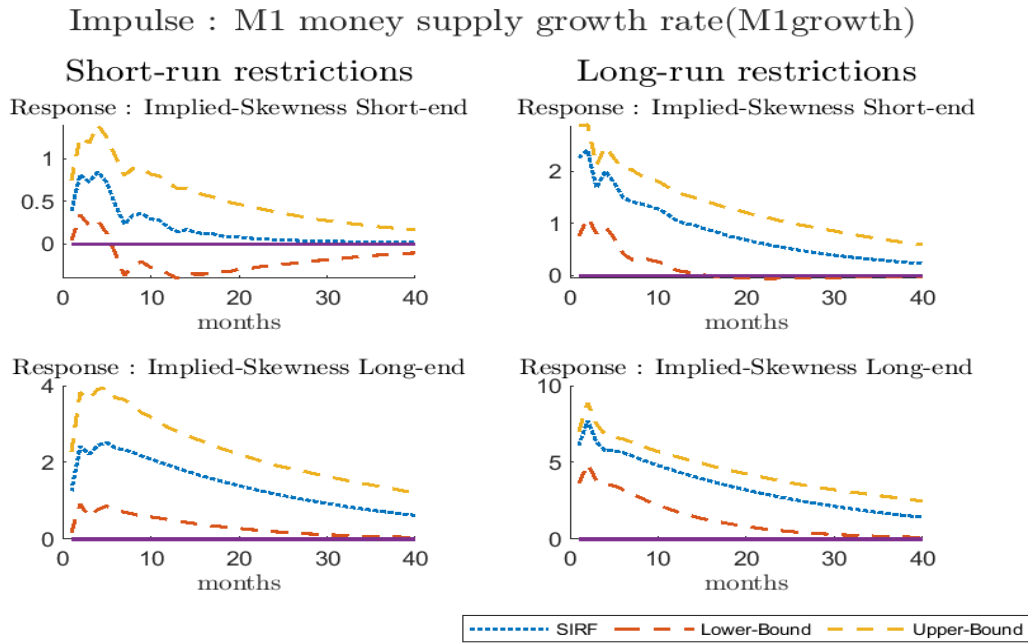 Impulse : M1 money supply growth rate(M1growth)
Short-run restrictions
Long-run restrictions
Response : Implied-Skewness Short-end
Response : Implied-Skewness Short-end
1
0.5
0
0 10 20 30 40
months
2
1
0
0 10 20 30 40
months
Response : Implied-Skewness Long-end
Response : Implied-Skewness Long-end
4
2
0
0 10 20 30 40
months
10
5
0
0 10 20 30 40
months
SIRF Lower-Bound Upper-Bound